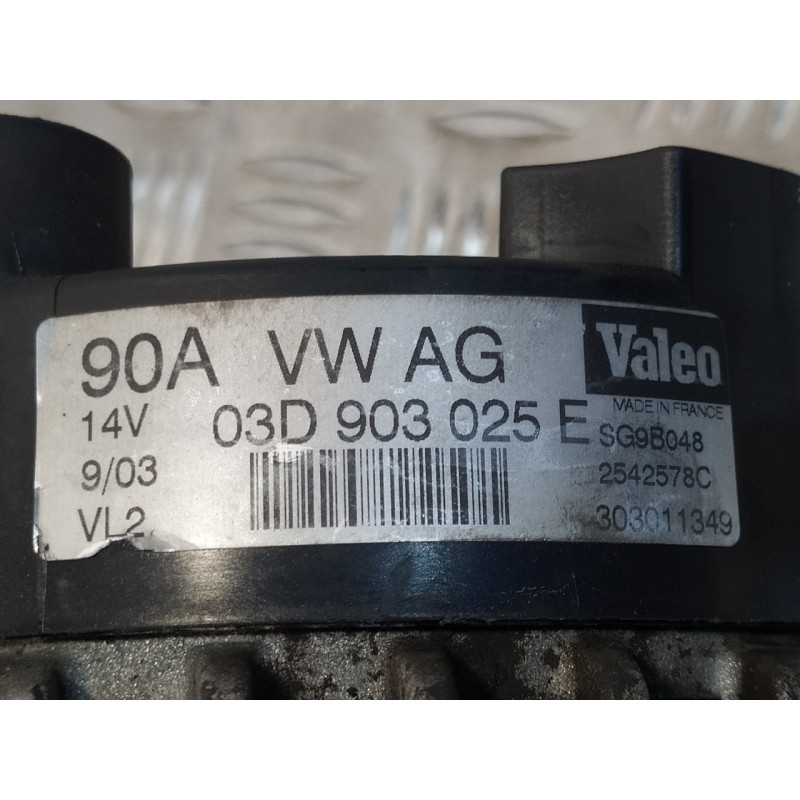 90A VW AG
Valeo
MADE IN FRANCE
14V 03D 903 025 E SG9B048
9/03 2542578C
VL2 303011349